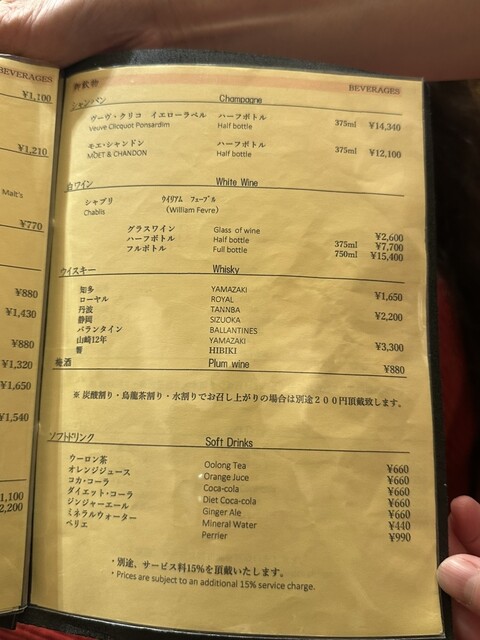 BEVERAGES
¥1,100
¥1,210
Malt's
¥770
¥880
¥1,430
¥880
¥1,320
¥1,650
¥1,540
1,100
2,200
御飲物 BEVERAGES
シャンパン Champagne
ヴーヴ・クリコ イエローラベル ハーフボトル
Veuve Clicquot Ponsardim Half bottle 375ml ¥14,340
モエ・シャンドン ハーフボトル
MOET & CHANDON Half bottle 375ml ¥12,100
白ワイン White Wine
シャブリ ウイリアム フェーブル
Chablis (William Fevre)
グラスワイン Glass of wine ¥2,600
ハーフボトル Half bottle 375ml ¥7,700
フルボトル Full bottle 750ml ¥15,400
ウイスキー Whisky
知多 YAMAZAKI ¥1,650
ローヤル ROYAL
丹波 TANNBA ¥2,200
静岡 SIZUOKA
バランタイン BALLANTINES
山崎12年 YAMAZAKI ¥3,300
響 HIBIKI
梅酒 Plum wine ¥880
※炭酸割り・烏龍茶割り・水割りでお召し上がりの場合は別途200円頂戴致します。
ソフトドリンク Soft Drinks
ウーロン茶 Oolong Tea ¥660
オレンジジュース Orange Juce ¥660
コカ・コーラ Coca-cola ¥660
ダイエット・コーラ Diet Coca-cola ¥660
ジンジャーエール Ginger Ale ¥660
ミネラルウォーター Mineral Water ¥440
ペリエ Perrier ¥990
・別途、サービス料15%を頂戴いたします。
・Prices are subject to an additional 15% service charge.